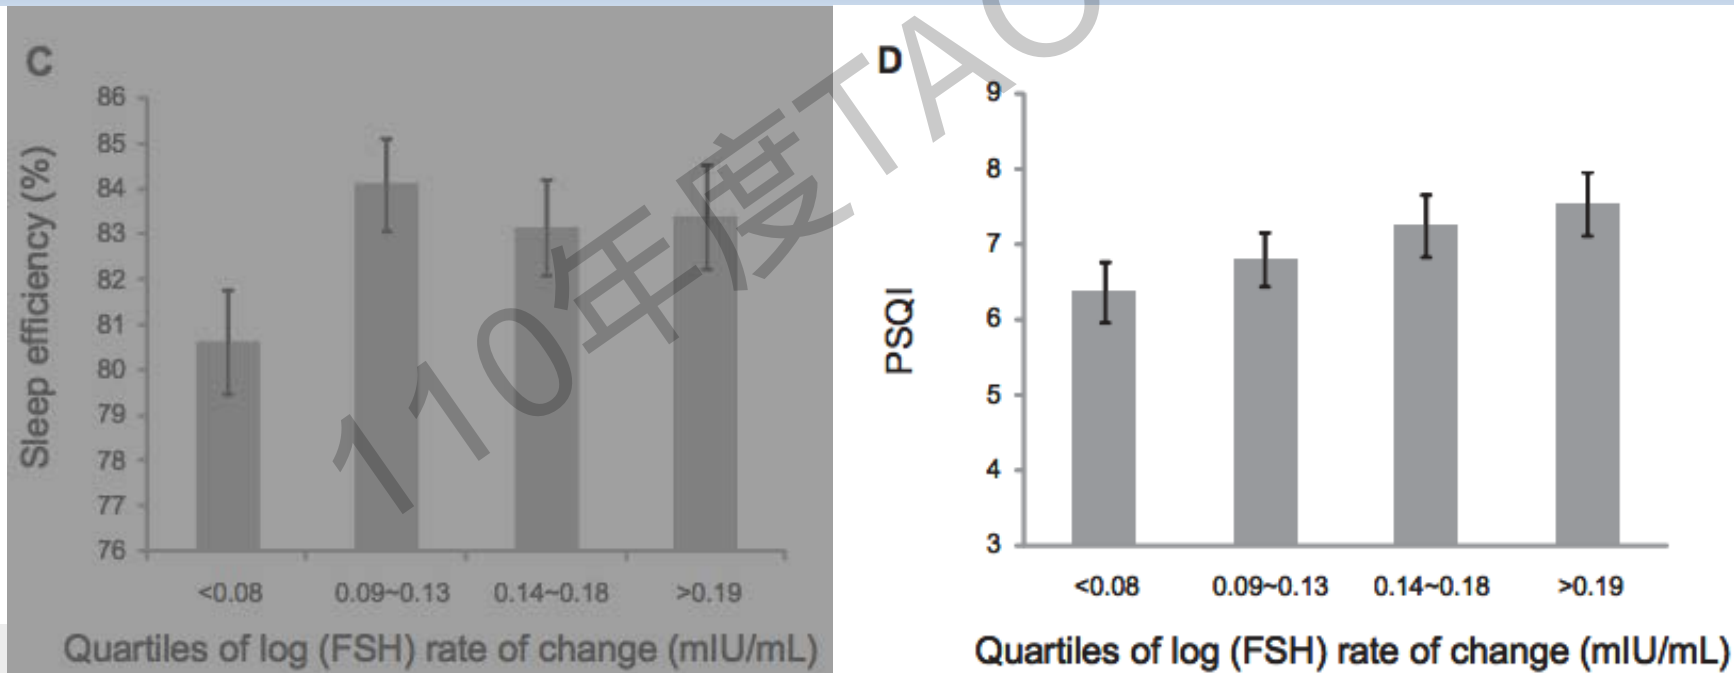 C
86
85
84
83
82
81
80
79
78
77
76
Sleep efficiency (%)
<0.08 0.09~0.13 0.14~0.18 >0.19
Quartiles of log (FSH) rate of change (mIU/mL)
D
9
8
7
6
5
4
3
PSQI
<0.08 0.09~0.13 0.14~0.18 >0.19
Quartiles of log (FSH) rate of change (mIU/mL)
110年度TAO